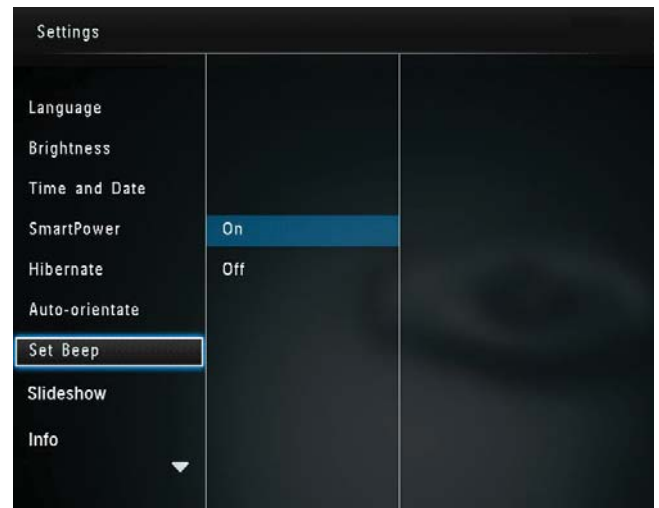 Settings
Language
Brightness
Time and Date
SmartPower
Hibernate
Auto-orientate
Set Beep
Slideshow
Info
On
Off